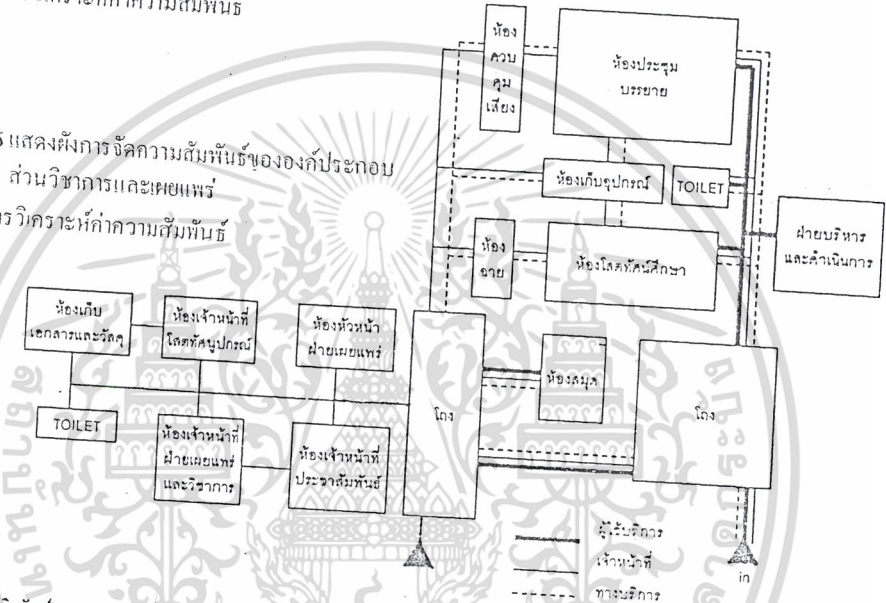 ห้อง
ควบ
คุม
เสียง
ห้องประชุม
บรรยาย
แสดงผังการจัดความสัมพันธ์ขององค์ประกอบ
ส่วนวิชาการและเผยแพร่
วิเคราะห์ค่าความสัมพันธ์
ห้องเก็บอุปกรณ์
TOILET
ฝ่ายบริหาร
และดำเนินการ
ห้อง
ฉาย
ห้องโสตทัศน์ศึกษา
ห้องเก็บ
เอกสารและวัสดุ
ห้องเจ้าหน้าที่
โสตทัศนูปกรณ์
ห้องหัวหน้า
ฝ่ายเผยแพร่
โถง
ห้องสมุด
โถง
TOILET
ห้องเจ้าหน้าที่
ฝ่ายเผยแพร่
และวิชาการ
ห้องเจ้าหน้าที่
ประชาสัมพันธ์
ผู้ใช้บริการ
เจ้าหน้าที่
ทางบริการ
in